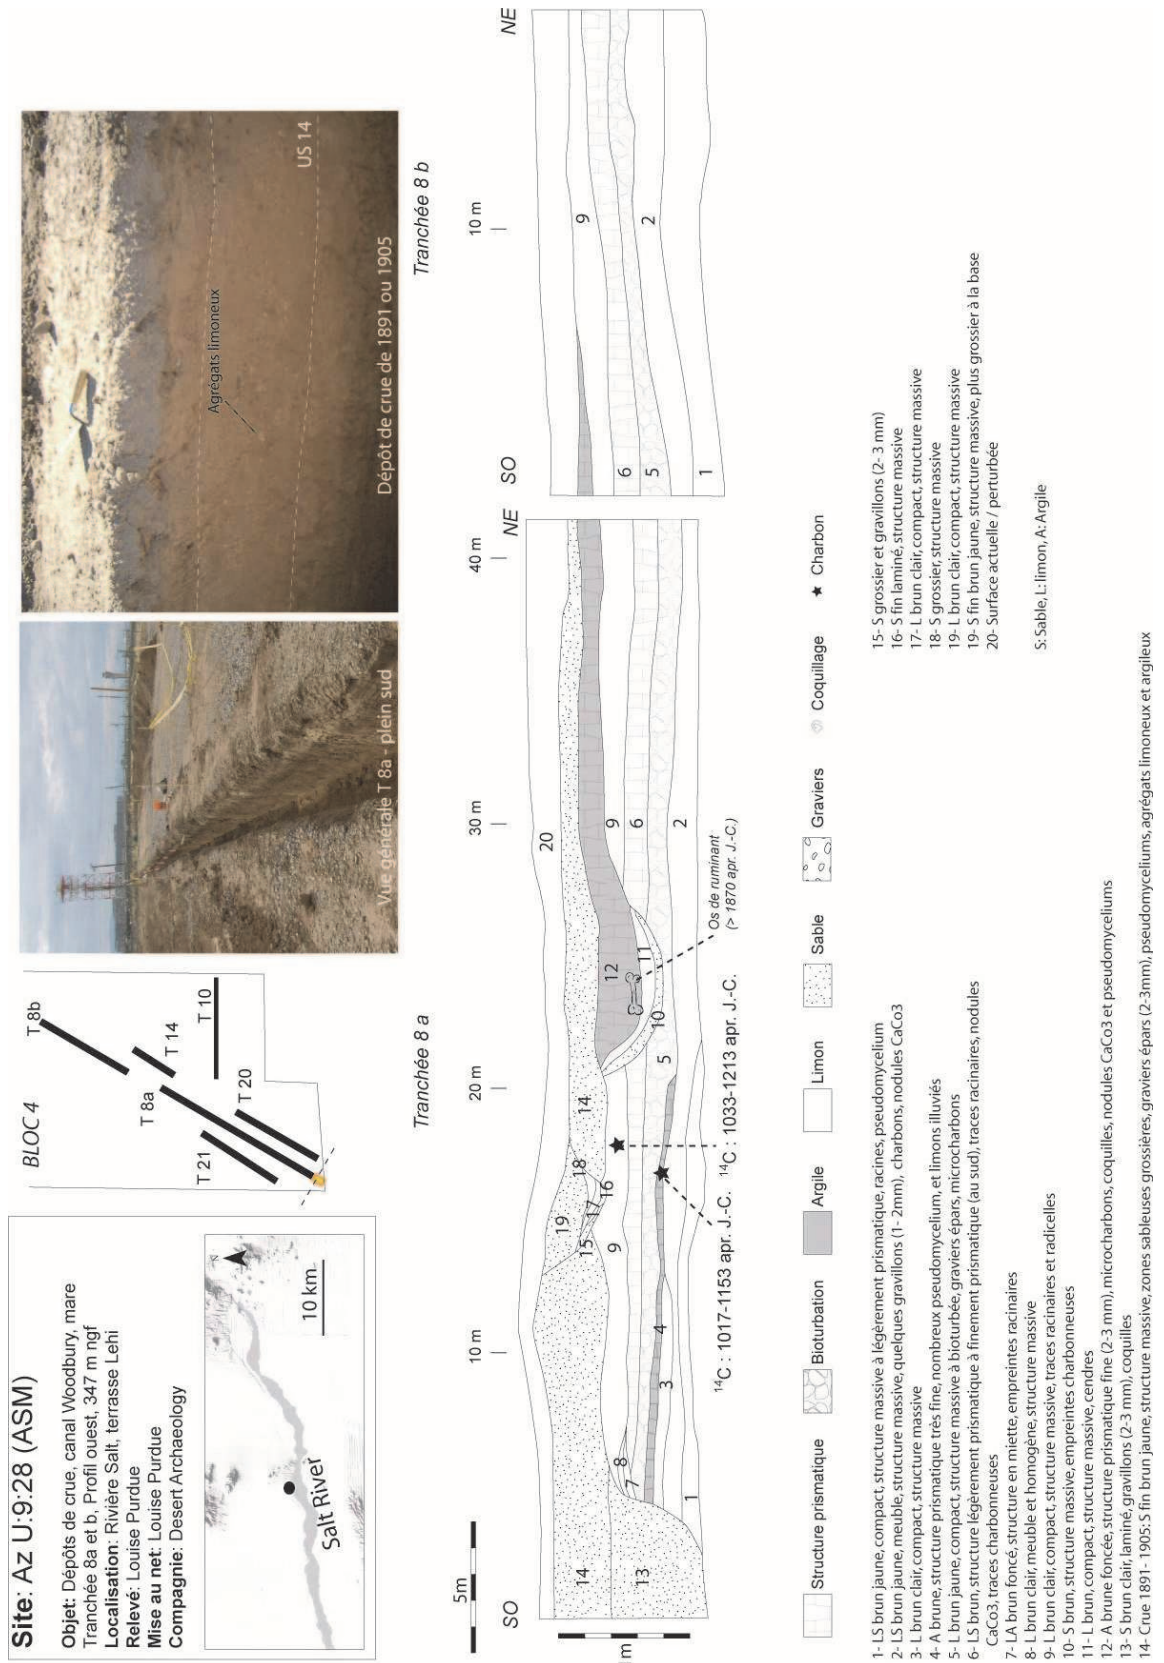 Site: Az U:9:28 (ASM)
Objet: Dépôts de crue, canal Woodbury, mare
Tranchée 8a et b, Profil ouest, 347 m ngf
Localisation: Rivière Salt, terrasse Lehi
Relevé: Louise Purdue
Mise au net: Louise Purdue
Compagnie: Desert Archaeology
N
10 km
Salt River
BLOC 4
T 8b
T 14
T 8a
T 10
T 20
T 21
Vue générale T 8a - plein sud
Agrégats limoneux
US 14
Dépôt de crue de 1891 ou 1905
Tranchée 8 a
Tranchée 8 b
5m
10 m
20 m
30 m
40 m
10 m
SO
NE
SO
NE
m
14
13
7
8
1
3
4
9
15
17
16
18
19
14
5
10
11
12
20
9
6
2
6
5
1
9
2
Os de ruminant
(> 1870 apr. J.-C.)
14C : 1017-1153 apr. J.-C.
14C : 1033-1213 apr. J.-C.
Structure prismatique
Bioturbation
Argile
Limon
Sable
Graviers
Coquillage
Charbon
1- LS brun jaune, compact, structure massive à légèrement prismatique, racines, pseudomycelium
2- LS brun jaune, meuble, structure massive, quelques gravillons (1- 2mm), charbons, nodules CaCo3
3- L brun clair, compact, structure massive
4- A brune, structure prismatique très fine, nombreux pseudomycelium, et limons illuviés
5- L brun jaune, compact, structure massive à bioturbée, graviers épars, microcharbons
6- LS brun, structure légèrement prismatique à finement prismatique (au sud), traces racinaires, nodules
CaCo3, traces charbonneuses
7- LA brun foncé, structure en miette, empreintes racinaires
8- L brun clair, meuble et homogène, structure massive
9- L brun clair, compact, structure massive, traces racinaires et radicelles
10- S brun, structure massive, empreintes charbonneuses
11- L brun, compact, structure massive, cendres
12- A brune foncée, structure prismatique fine (2-3 mm), microcharbons, coquilles, nodules CaCo3 et pseudomyceliums
13- S brun clair, laminé, gravillons (2-3 mm), coquilles
14- Crue 1891- 1905: S fin brun jaune, structure massive, zones sableuses grossières, graviers épars (2-3mm), pseudomyceliums, agrégats limoneux et argileux
15- S grossier et gravillons (2- 3 mm)
16- S fin laminé, structure massive
17- L brun clair, compact, structure massive
18- S grossier, structure massive
19- L brun clair, compact, structure massive
19- S fin brun jaune, structure massive, plus grossier à la base
20- Surface actuelle / perturbée
S: Sable, L: limon, A: Argile